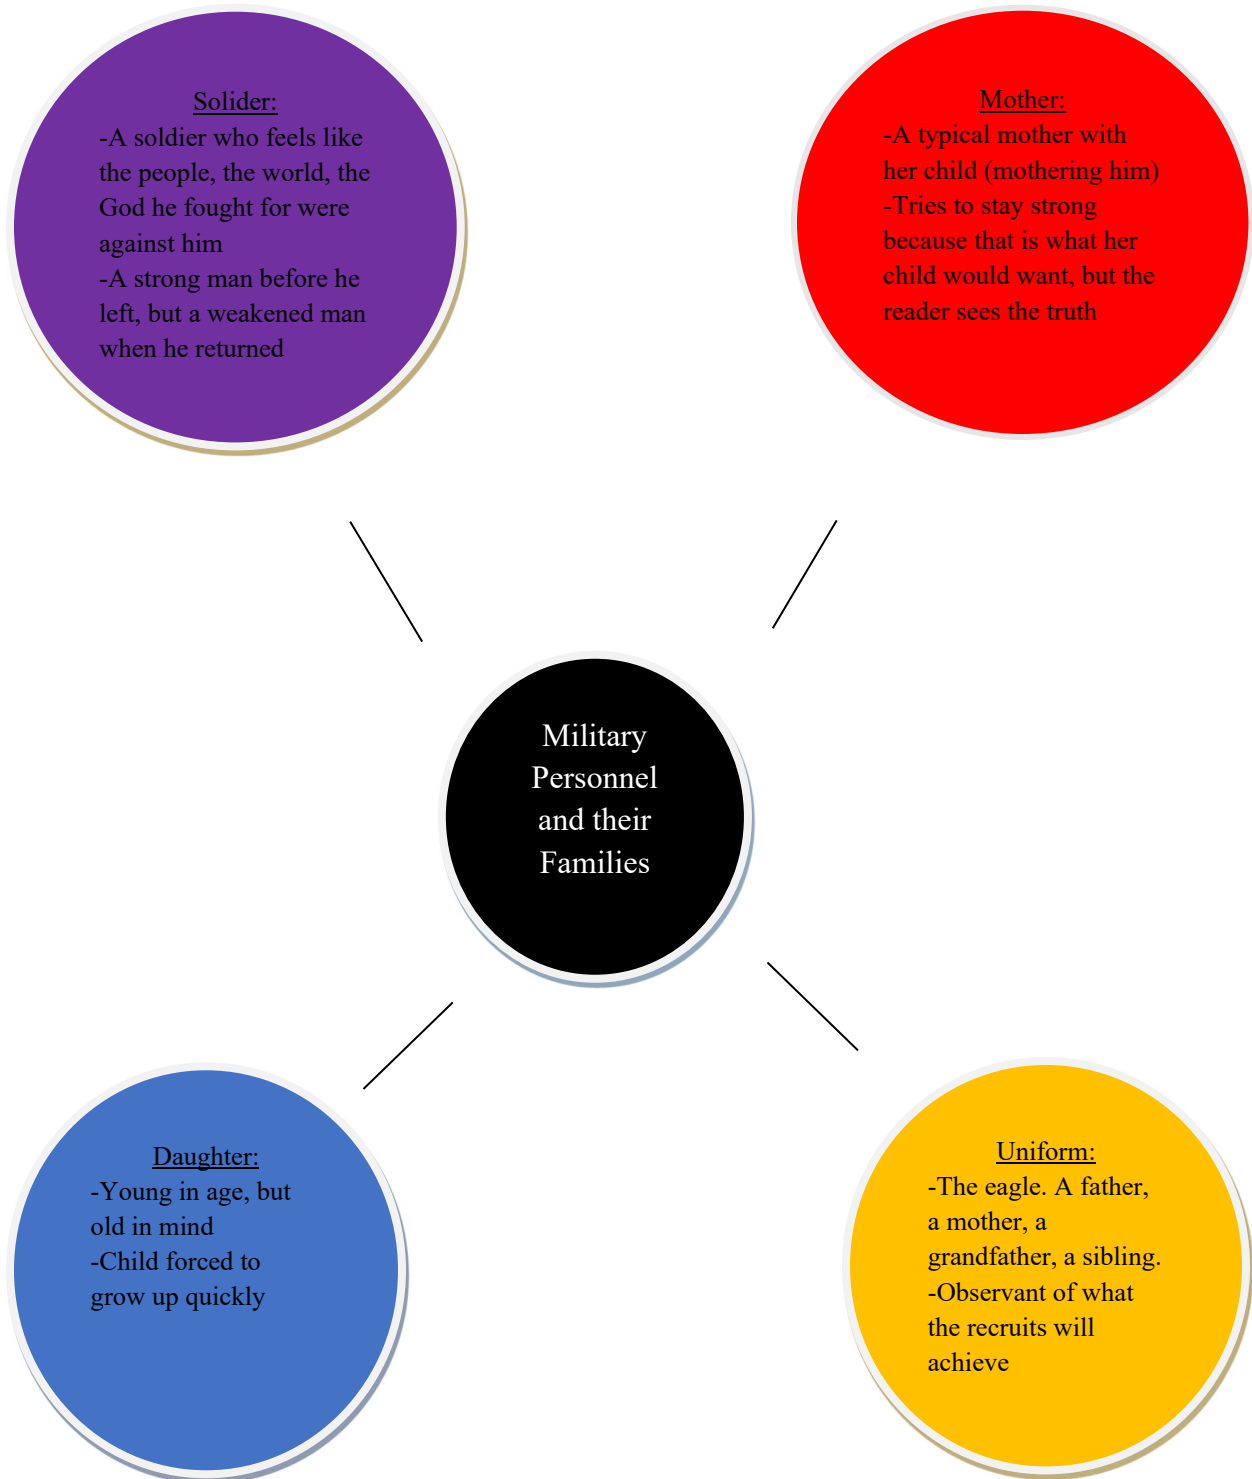 Solider:
-A soldier who feels like
the people, the world, the
God he fought for were
against him
-A strong man before he
left, but a weakened man
when he returned
Mother:
-A typical mother with
her child (mothering him)
-Tries to stay strong
because that is what her
child would want, but the
reader sees the truth
Military
Personnel
and their
Families
Daughter:
-Young in age, but
old in mind
-Child forced to
grow up quickly
Uniform:
-The eagle. A father,
a mother, a
grandfather, a sibling.
-Observant of what
the recruits will
achieve